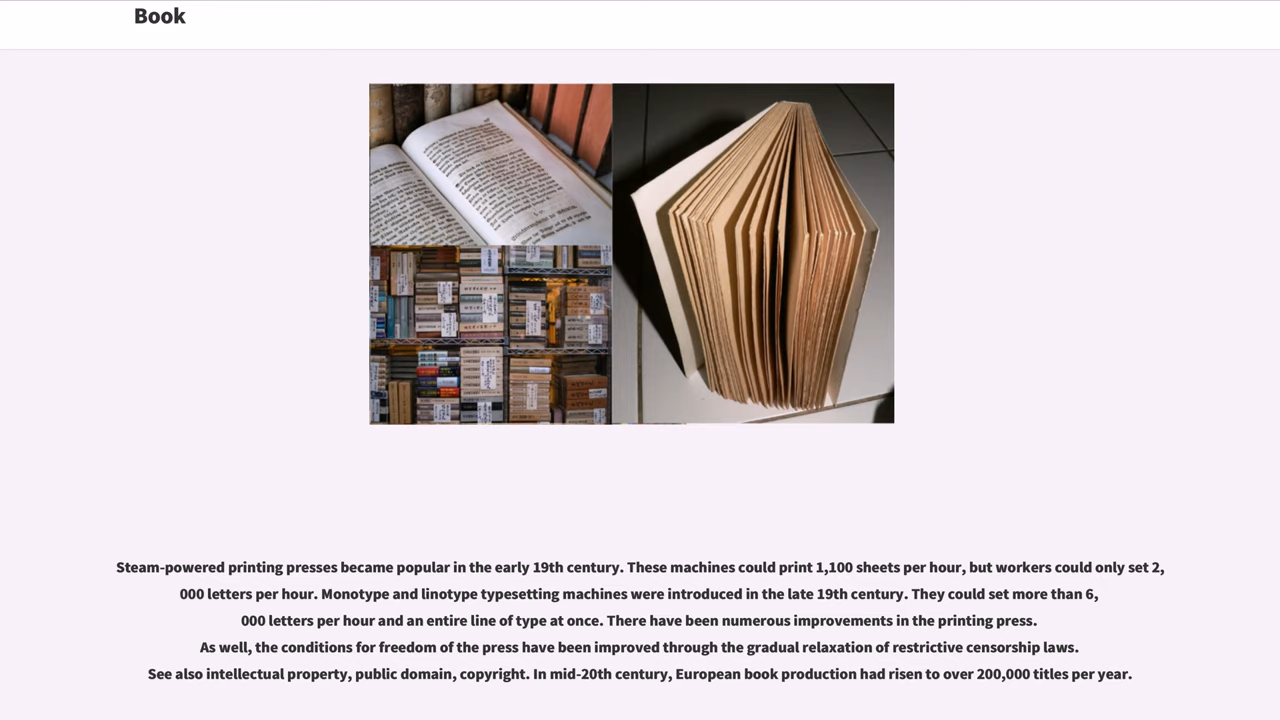 Book
Steam-powered printing presses became popular in the early 19th century. These machines could print 1,100 sheets per hour, but workers could only set 2,
000 letters per hour. Monotype and linotype typesetting machines were introduced in the late 19th century. They could set more than 6,
000 letters per hour and an entire line of type at once. There have been numerous improvements in the printing press.
As well, the conditions for freedom of the press have been improved through the gradual relaxation of restrictive censorship laws.
See also intellectual property, public domain, copyright. In mid-20th century, European book production had risen to over 200,000 titles per year.